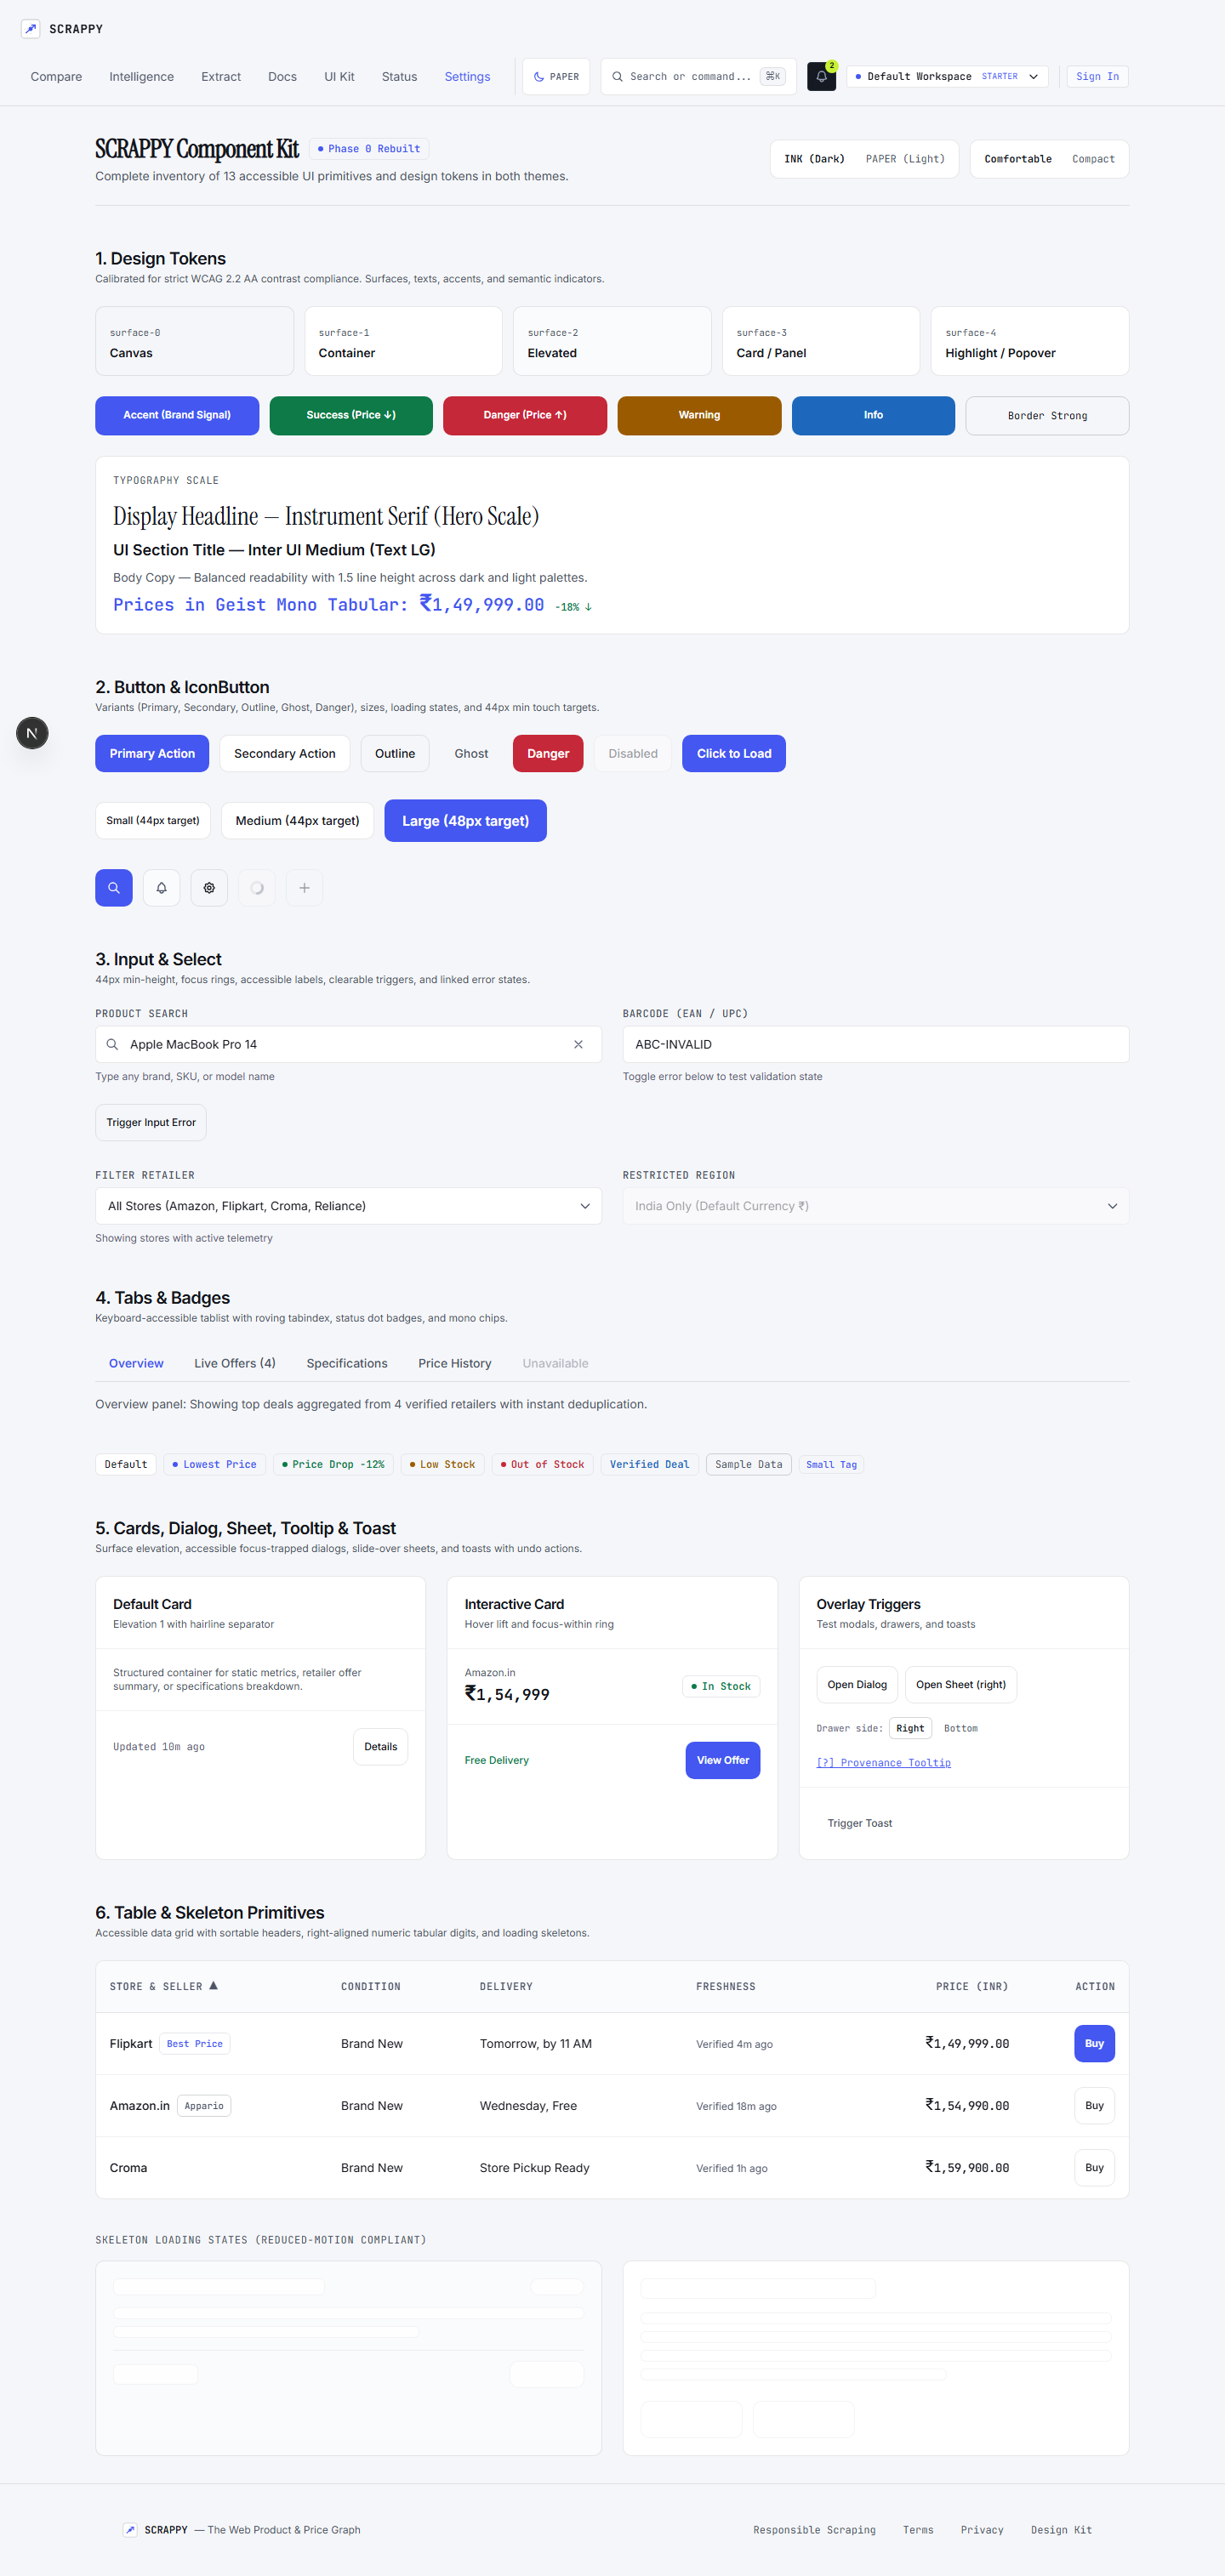 SCRAPPY
Compare Intelligence Extract Docs UI Kit Status Settings PAPER Search or command... ⌘K 2 Default Workspace STARTER Sign In
SCRAPPY Component Kit Phase 0 Rebuilt
Complete inventory of 13 accessible UI primitives and design tokens in both themes.
INK (Dark) PAPER (Light) Comfortable Compact
1. Design Tokens
Calibrated for strict WCAG 2.2 AA contrast compliance. Surfaces, texts, accents, and semantic indicators.
surface-0 surface-1 surface-2 surface-3 surface-4
Canvas Container Elevated Card / Panel Highlight / Popover
Accent (Brand Signal) Success (Price ↓) Danger (Price ↑) Warning Info Border Strong
TYPOGRAPHY SCALE
Display Headline — Instrument Serif (Hero Scale)
UI Section Title — Inter UI Medium (Text LG)
Body Copy — Balanced readability with 1.5 line height across dark and light palettes.
Prices in Geist Mono Tabular: ₹1,49,999.00 -18% ↓
2. Button & IconButton
Variants (Primary, Secondary, Outline, Ghost, Danger), sizes, loading states, and 44px min touch targets.
N
Primary Action Secondary Action Outline Ghost Danger Disabled Click to Load
Small (44px target) Medium (44px target) Large (48px target)
3. Input & Select
44px min-height, focus rings, accessible labels, clearable triggers, and linked error states.
PRODUCT SEARCH BARCODE (EAN / UPC)
Apple MacBook Pro 14 ABC-INVALID
Type any brand, SKU, or model name Toggle error below to test validation state
Trigger Input Error
FILTER RETAILER RESTRICTED REGION
All Stores (Amazon, Flipkart, Croma, Reliance) India Only (Default Currency ₹)
Showing stores with active telemetry
4. Tabs & Badges
Keyboard-accessible tablist with roving tabindex, status dot badges, and mono chips.
Overview Live Offers (4) Specifications Price History Unavailable
Overview panel: Showing top deals aggregated from 4 verified retailers with instant deduplication.
Default Lowest Price Price Drop -12% Low Stock Out of Stock Verified Deal Sample Data Small Tag
5. Cards, Dialog, Sheet, Tooltip & Toast
Surface elevation, accessible focus-trapped dialogs, slide-over sheets, and toasts with undo actions.
Default Card
Elevation 1 with hairline separator
Structured container for static metrics, retailer offer
summary, or specifications breakdown.
Updated 10m ago Details
Interactive Card
Hover lift and focus-within ring
Amazon.in
₹1,54,999 In Stock
Free Delivery View Offer
Overlay Triggers
Test modals, drawers, and toasts
Open Dialog Open Sheet (right)
Drawer side: Right Bottom
[?] Provenance Tooltip
Trigger Toast
6. Table & Skeleton Primitives
Accessible data grid with sortable headers, right-aligned numeric tabular digits, and loading skeletons.
STORE & SELLER ▲ CONDITION DELIVERY FRESHNESS PRICE (INR) ACTION
Flipkart Best Price Brand New Tomorrow, by 11 AM Verified 4m ago ₹1,49,999.00 Buy
Amazon.in Appario Brand New Wednesday, Free Verified 18m ago ₹1,54,990.00 Buy
Croma Brand New Store Pickup Ready Verified 1h ago ₹1,59,900.00 Buy
SKELETON LOADING STATES (REDUCED-MOTION COMPLIANT)
SCRAPPY — The Web Product & Price Graph Responsible Scraping Terms Privacy Design Kit